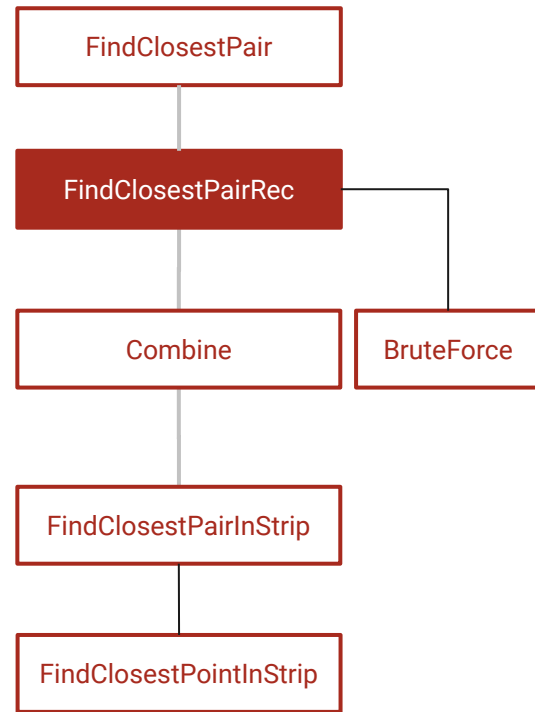 FindClosestPair
FindClosestPairRec
Combine
BruteForce
FindClosestPairInStrip
FindClosestPointInStrip